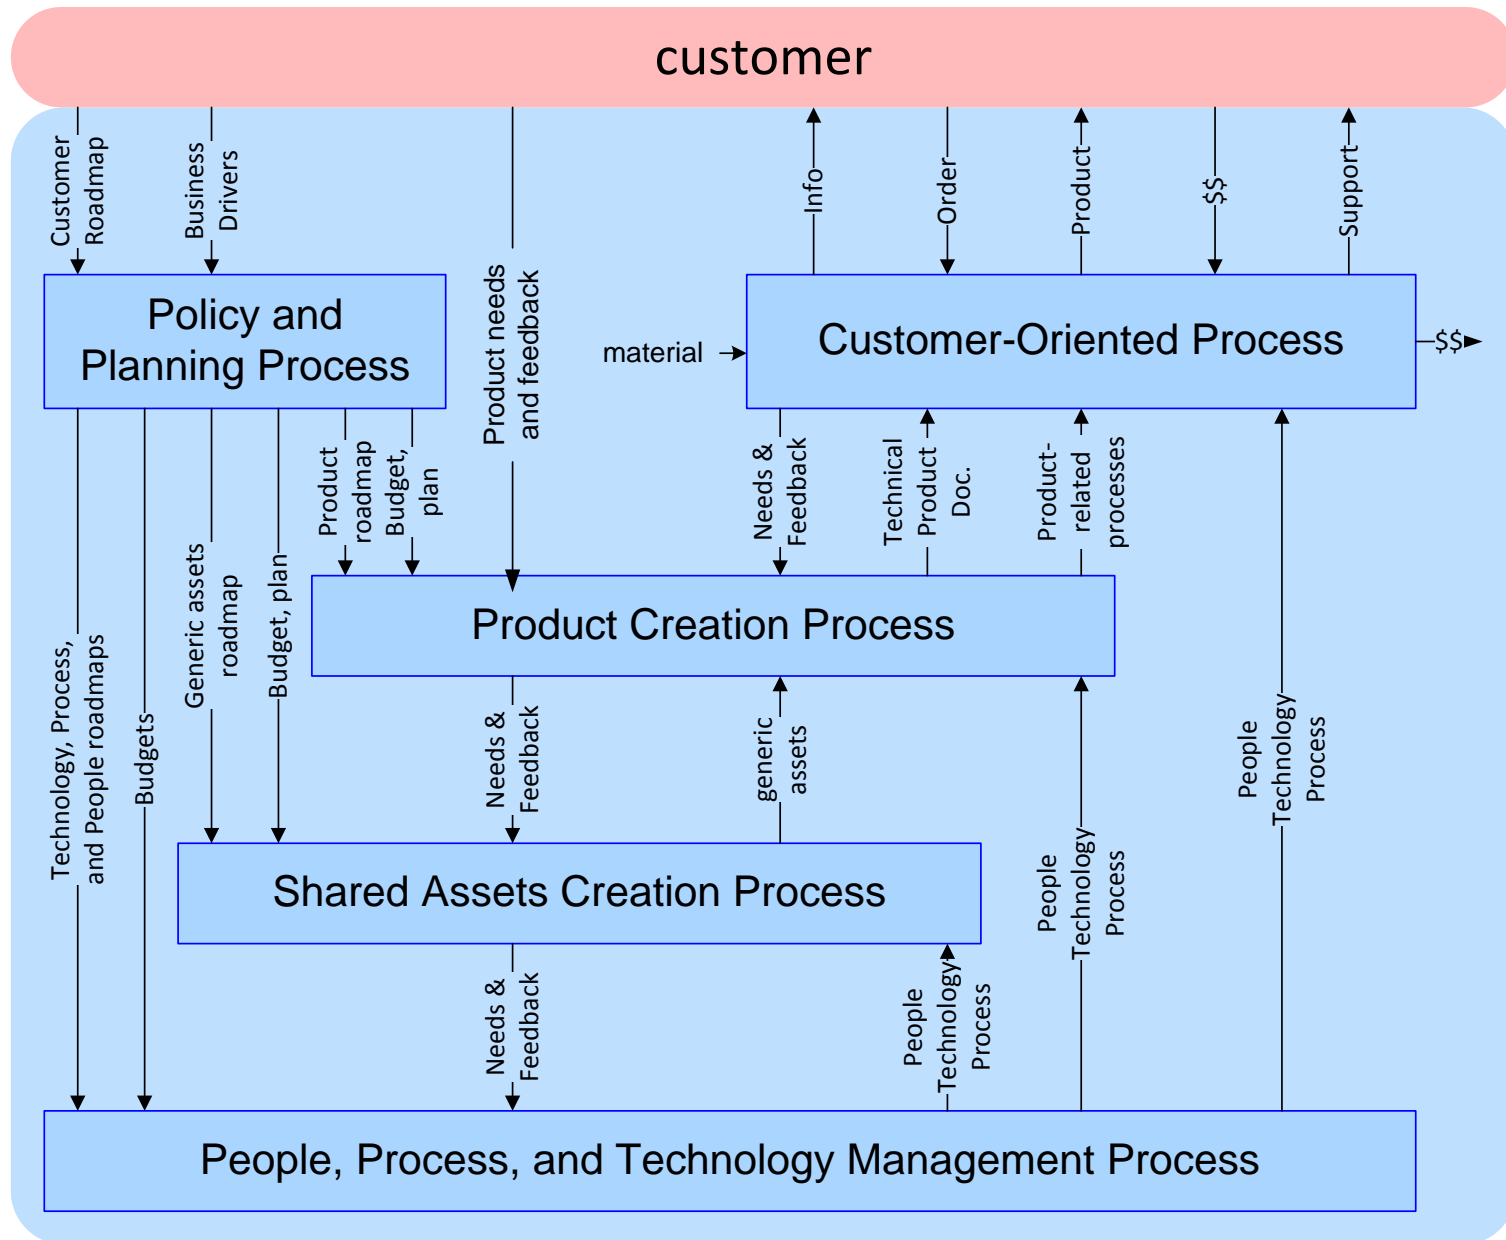 customer
Customer
Roadmap
Business
Drivers
Product needs
and feedback
Info
Order
Product
$$
Support
Policy and
Planning Process
material
Customer-Oriented Process
$$
Product
roadmap
Budget,
plan
Needs &
Feedback
Technical
Product
Doc.
Product-
related
processes
Technology, Process,
and People roadmaps
Budgets
Generic assets
roadmap
Budget, plan
Product Creation Process
Needs &
Feedback
generic
assets
People
Technology
Process
People
Technology
Process
Shared Assets Creation Process
Needs &
Feedback
People
Technology
Process
People, Process, and Technology Management Process